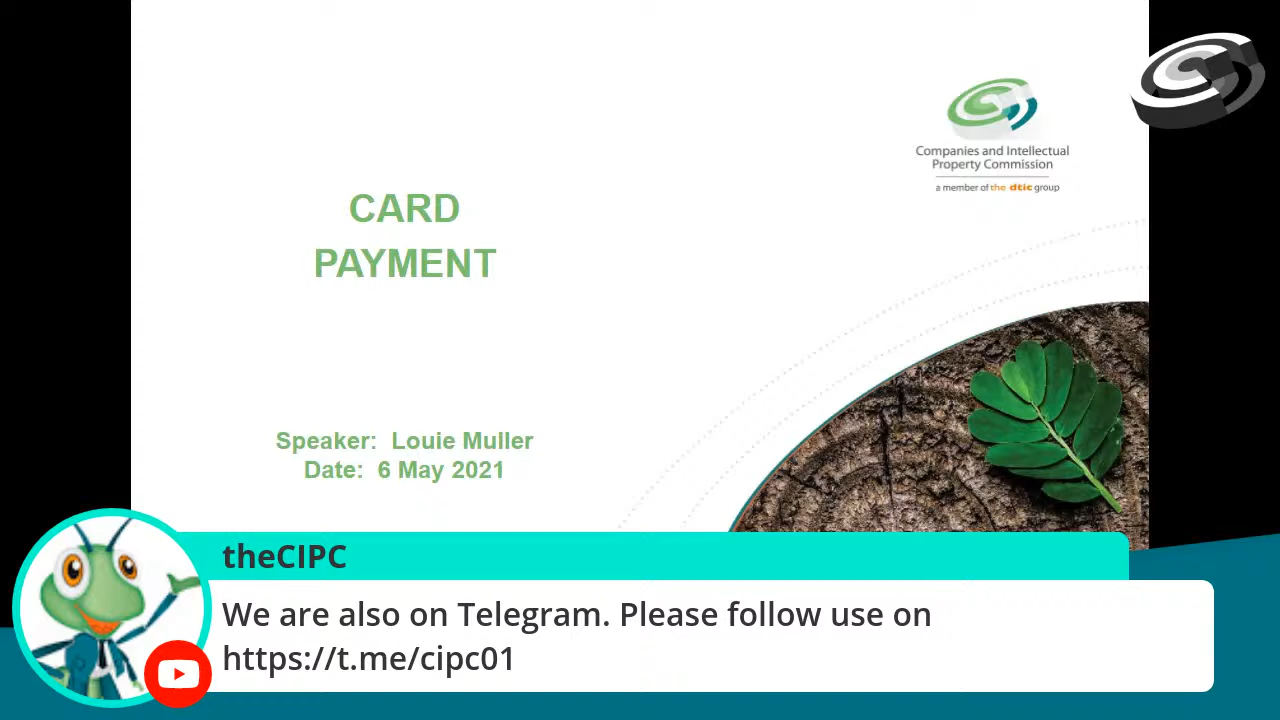 Companies and Intellectual
Property Commission
a member of the dtic group
CARD
PAYMENT
Speaker: Louie Muller
Date: 6 May 2021
theCIPC
We are also on Telegram. Please follow use on
https://t.me/cipc01